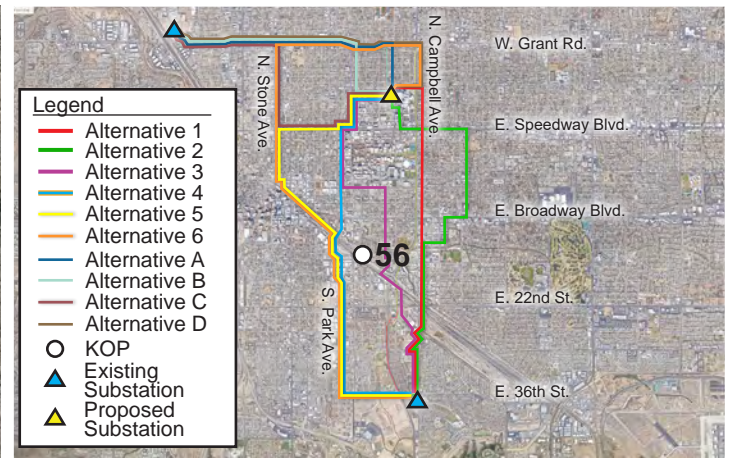 Legend
Alternative 1
Alternative 2
Alternative 3
Alternative 4
Alternative 5
Alternative 6
Alternative A
Alternative B
Alternative C
Alternative D
KOP
Existing
Substation
Proposed
Substation
N. Stone Ave.
N. Campbell Ave.
S. Park Ave.
56
W. Grant Rd.
E. Speedway Blvd.
E. Broadway Blvd.
E. 22nd St.
E. 36th St.